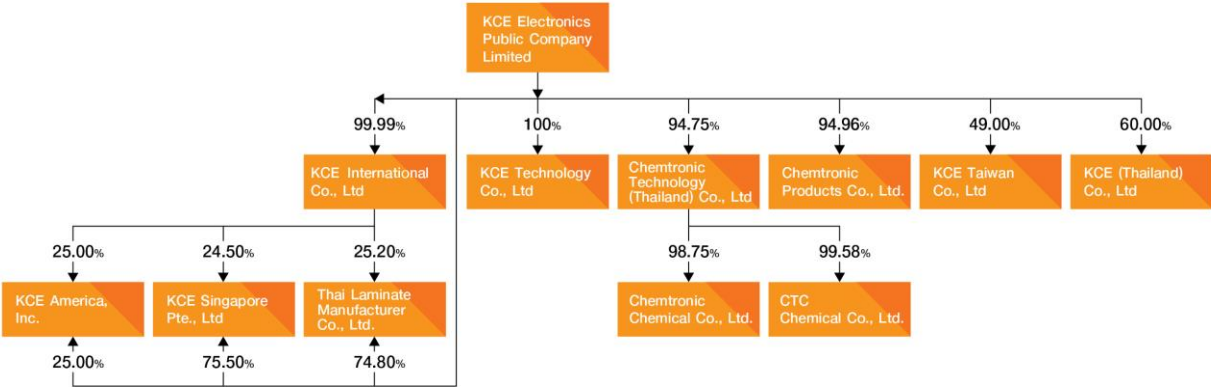 KCE Electronics
Public Company
Limited
99.99%
100%
94.75%
94.96%
49.00%
60.00%
KCE International
Co., Ltd
KCE Technology
Co., Ltd
Chemtronic
Technology
(Thailand) Co., Ltd
Chemtronic
Products Co., Ltd.
KCE Taiwan
Co., Ltd
KCE (Thailand)
Co., Ltd
25.00%
24.50%
25.20%
98.75%
99.58%
KCE America,
Inc.
KCE Singapore
Pte., Ltd
Thai Laminate
Manufacturer
Co., Ltd.
Chemtronic
Chemical Co., Ltd.
CTC
Chemical Co., Ltd.
25.00%
75.50%
74.80%